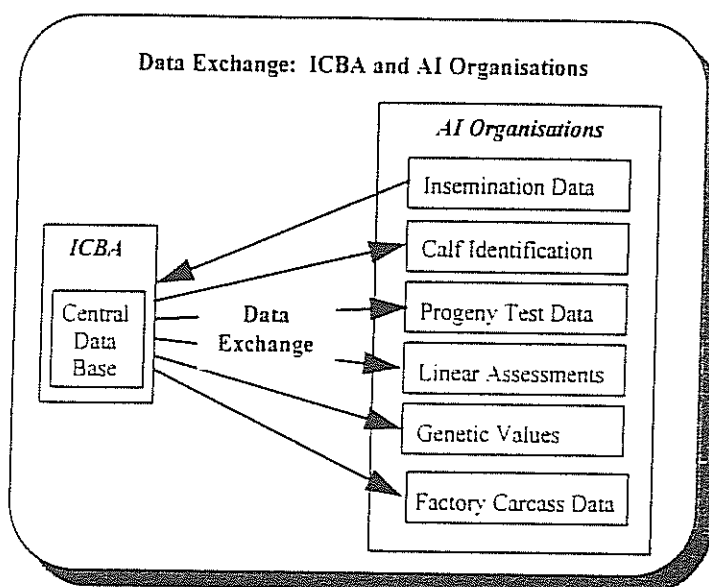 Data Exchange: ICBA and AI Organisations
AI Organisations
Insemination Data
Calf Identification
Progeny Test Data
Linear Assessments
Genetic Values
Factory Carcass Data
ICBA
Central
Data
Base
Data
Exchange